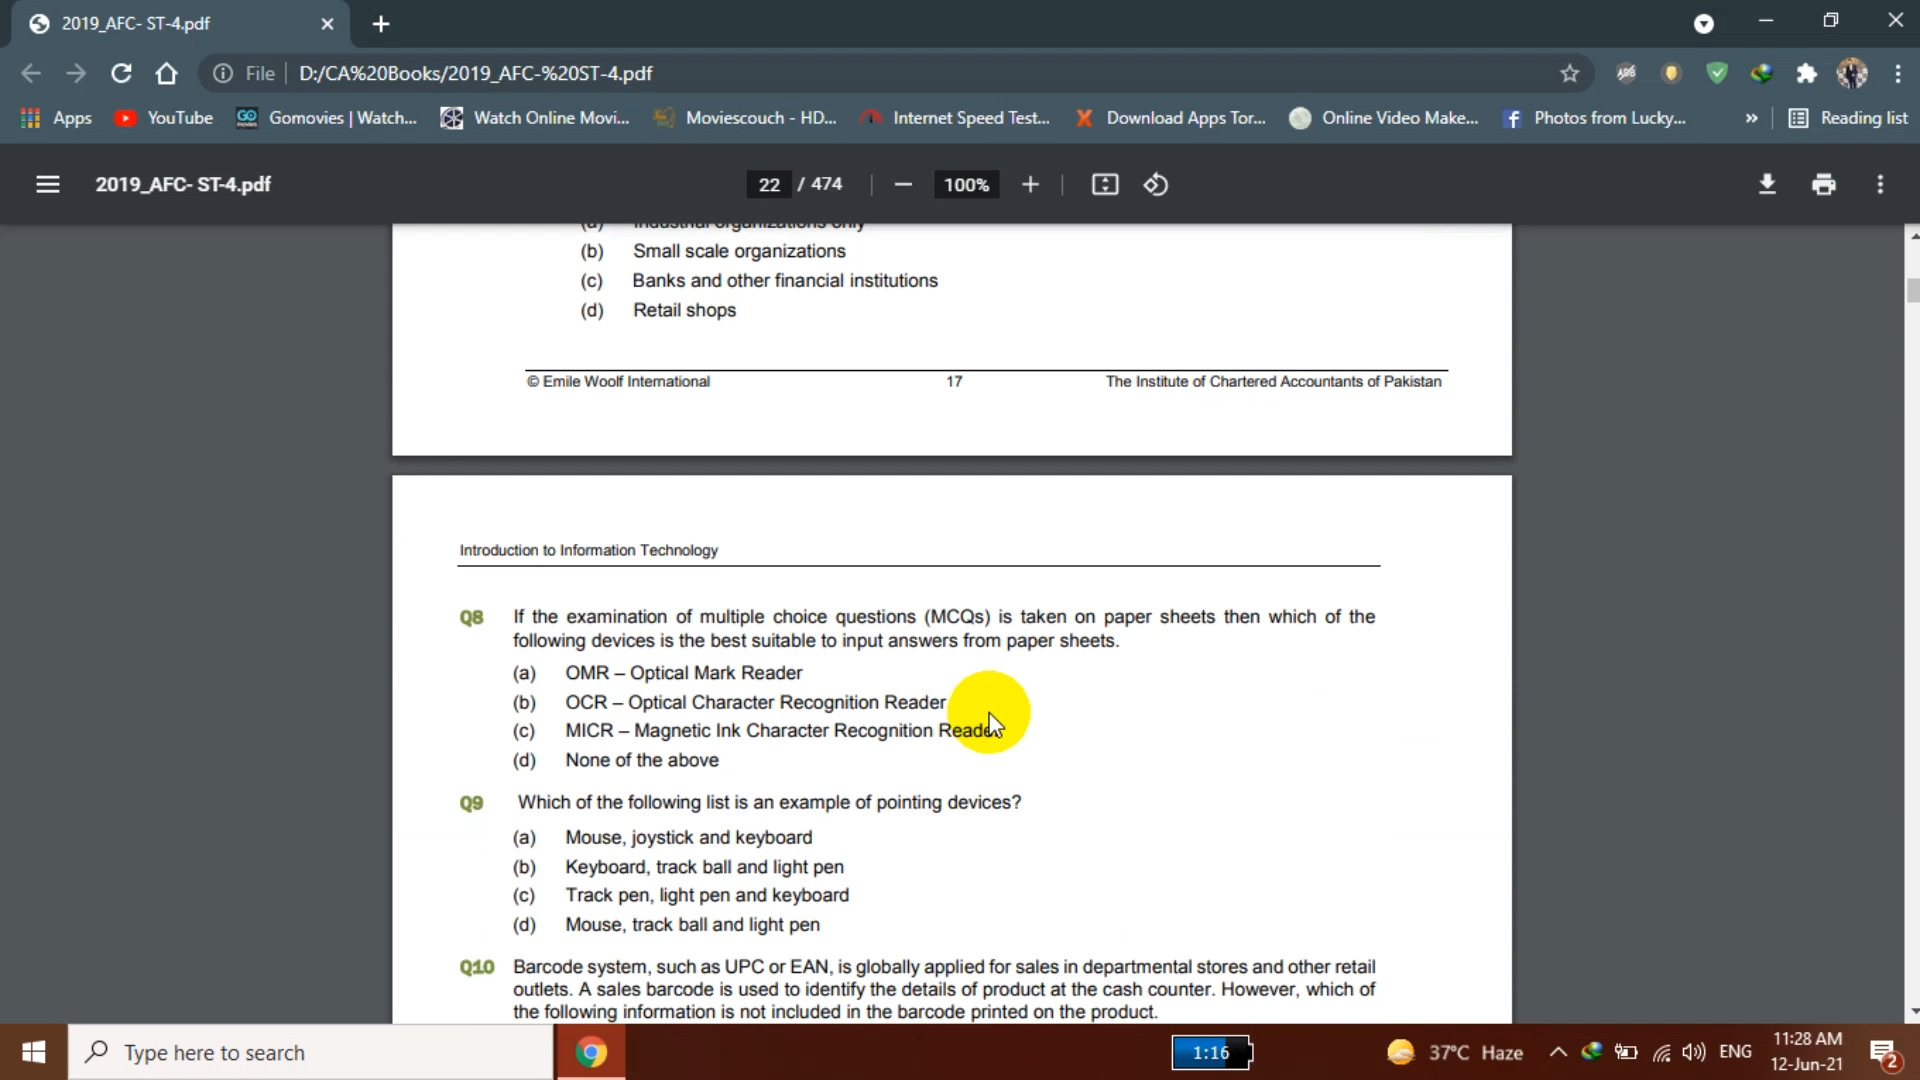 2019_AFC- ST-4.pdf
File
D:/CA%20Books/2019_AFC-%20ST-4.pdf
Apps
YouTube
Gomovies | Watch...
Watch Online Movi...
Moviescouch - HD...
Internet Speed Test...
Download Apps Tor...
Online Video Make...
Photos from Lucky...
Reading list
2019_AFC- ST-4.pdf
22 / 474
100%
(a) Industrial organizations only
(b) Small scale organizations
(c) Banks and other financial institutions
(d) Retail shops
© Emile Woolf International 17 The Institute of Chartered Accountants of Pakistan
Introduction to Information Technology
Q8 If the examination of multiple choice questions (MCQs) is taken on paper sheets then which of the
following devices is the best suitable to input answers from paper sheets.
(a) OMR – Optical Mark Reader
(b) OCR – Optical Character Recognition Reader
(c) MICR – Magnetic Ink Character Recognition Reader
(d) None of the above
Q9 Which of the following list is an example of pointing devices?
(a) Mouse, joystick and keyboard
(b) Keyboard, track ball and light pen
(c) Track pen, light pen and keyboard
(d) Mouse, track ball and light pen
Q10 Barcode system, such as UPC or EAN, is globally applied for sales in departmental stores and other retail
outlets. A sales barcode is used to identify the details of product at the cash counter. However, which of
the following information is not included in the barcode printed on the product.
Type here to search
1:16
37°C Haze
ENG
11:28 AM
12-Jun-21
2